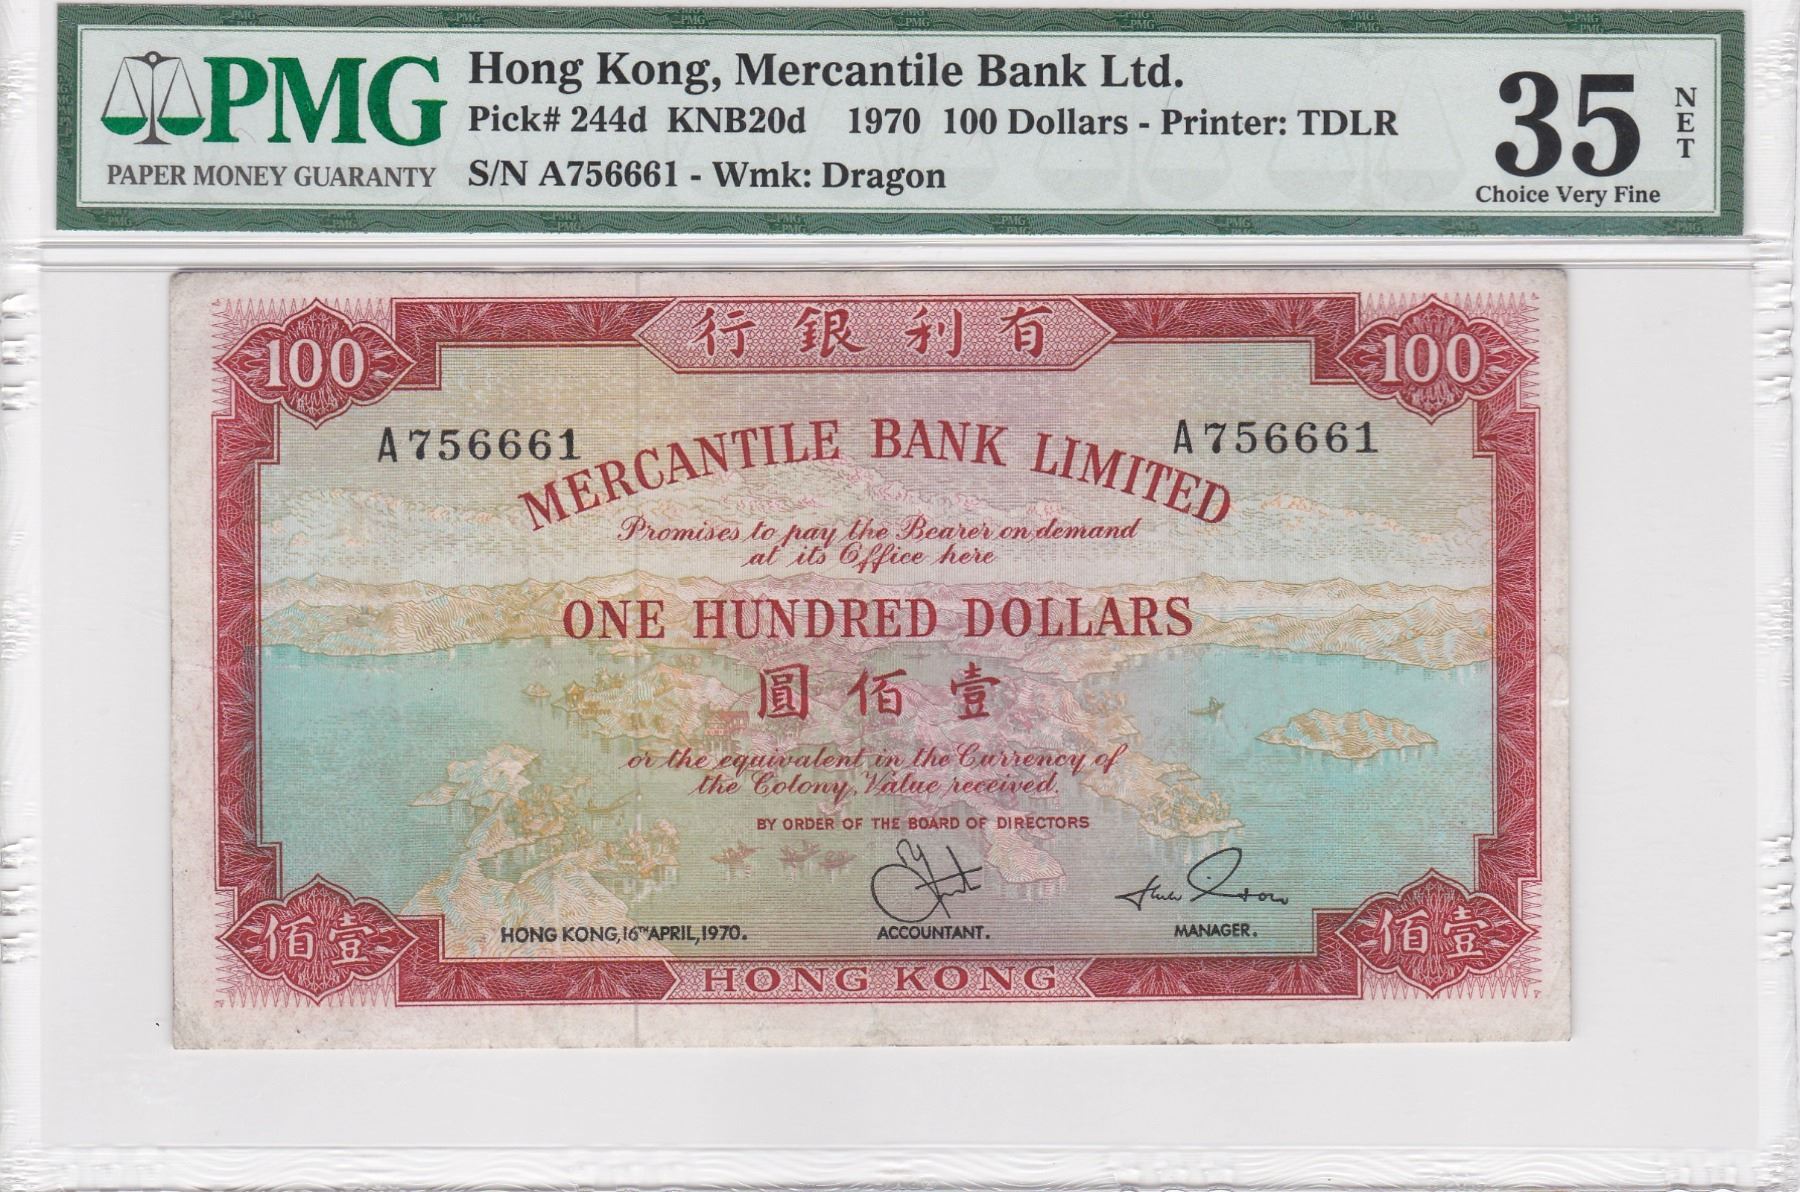 PMG
PAPER MONEY GUARANTY
Hong Kong, Mercantile Bank Ltd.
Pick# 244d KNB20d 1970 100 Dollars - Printer: TDLR
S/N A756661 - Wmk: Dragon
35
NET
Choice Very Fine
行銀利有
100
100
A756661
A756661
MERCANTILE BANK LIMITED
Promises to pay the Bearer on demand
at its Office here
ONE HUNDRED DOLLARS
圓佰壹
or the equivalent in the Currency of
the Colony, Value received.
BY ORDER OF THE BOARD OF DIRECTORS
HONG KONG, 16TH APRIL, 1970.
ACCOUNTANT.
MANAGER.
佰壹
佰壹
HONG KONG